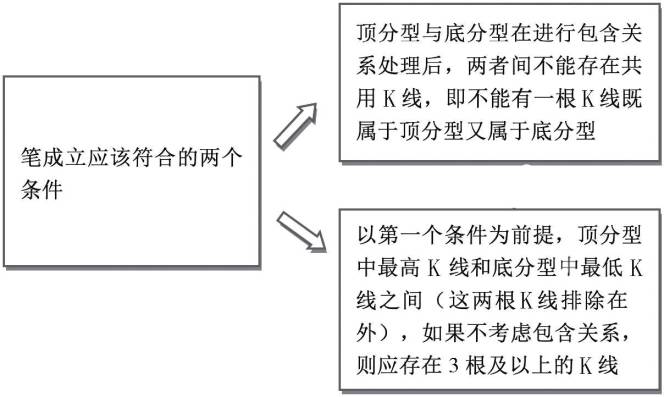 笔成立应该符合的两个
条件
顶分型与底分型在进行包含关
系处理后，两者间不能存在共
用K线，即不能有一根K线既
属于顶分型又属于底分型
以第一个条件为前提，顶分型
中最高K线和底分型中最低K
线之间（这两根K线排除在
外），如果不考虑包含关系，
则应存在3根及以上的K线